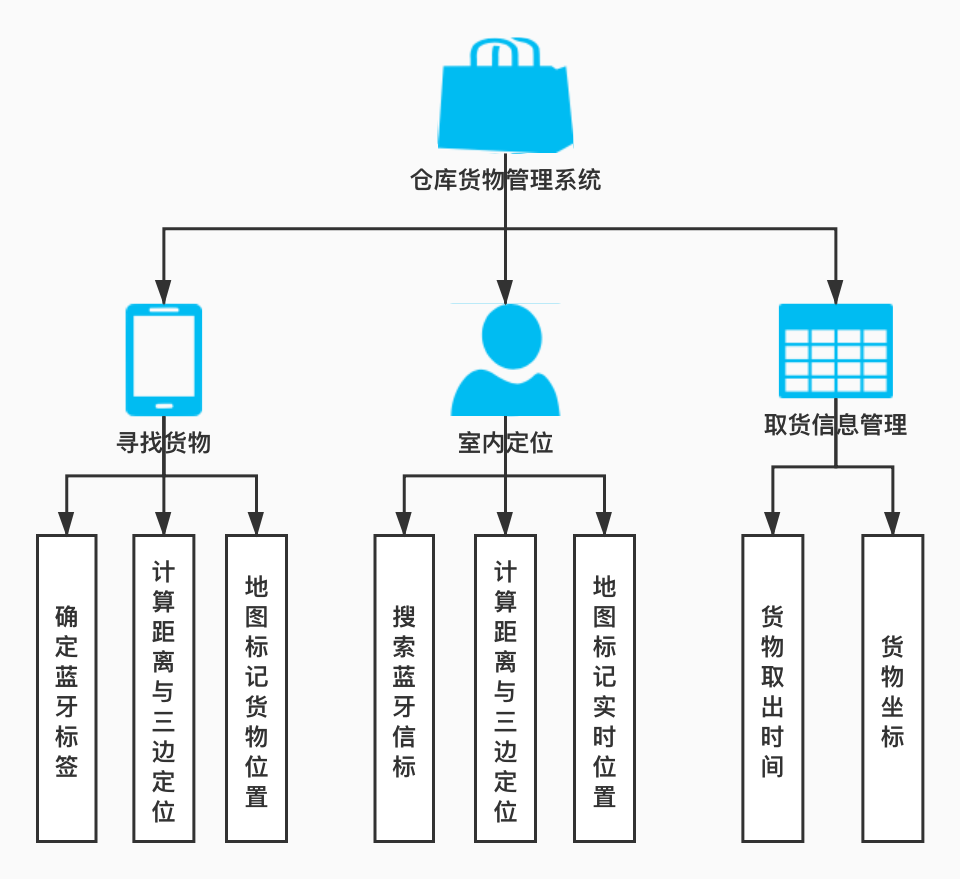 仓库货物管理系统
寻找货物
室内定位
取货信息管理
确定蓝牙标签
计算距离与三边定位
地图标记货物位置
搜索蓝牙信标
计算距离与三边定位
地图标记实时位置
货物取出时间
货物坐标